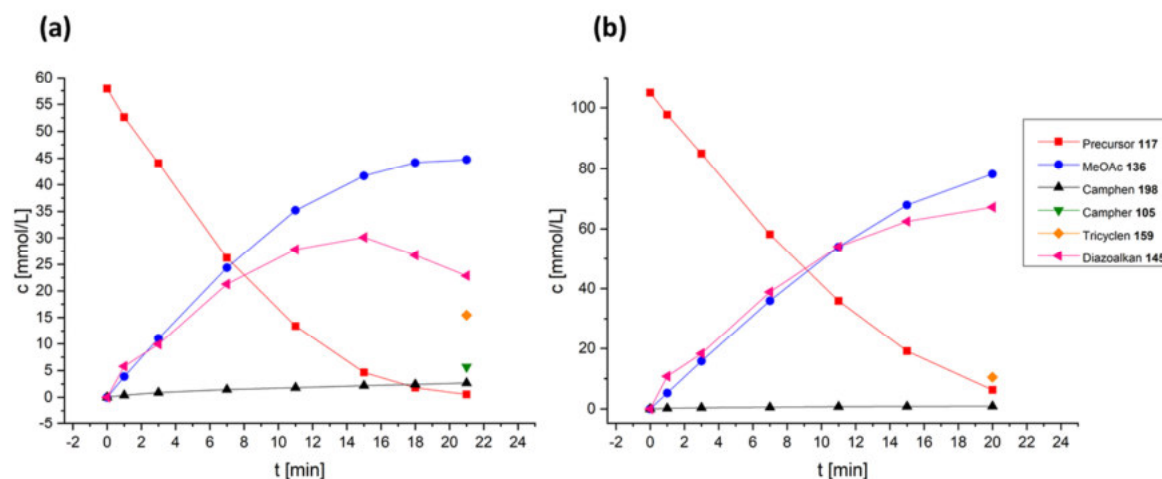 (a)
60
55
50
45
40
35
30
25
20
15
10
5
0
-5
c [mmol/L]
-2 0 2 4 6 8 10 12 14 16 18 20 22 24
t [min]
(b)
100
80
60
40
20
0
c [mmol/L]
-2 0 2 4 6 8 10 12 14 16 18 20 22 24
t [min]
Precursor 117
MeOAc 136
Camphen 198
Campher 105
Tricyclen 159
Diazoalkan 145